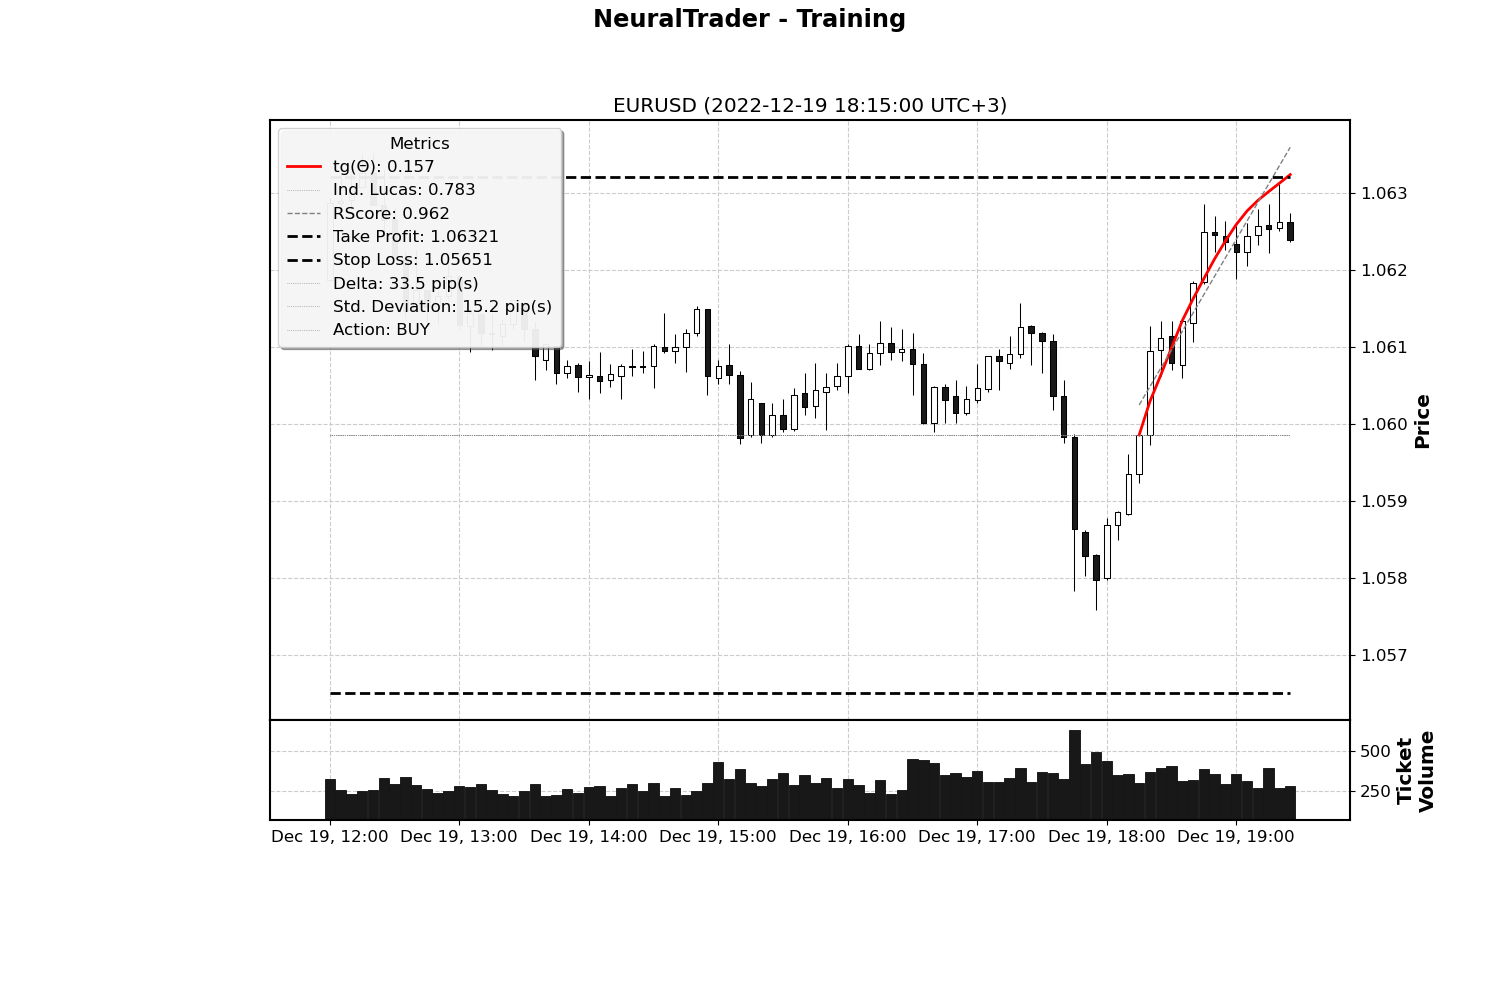 NeuralTrader - Training
EURUSD (2022-12-19 18:15:00 UTC+3)
Metrics
tg(Θ): 0.157
Ind. Lucas: 0.783
RScore: 0.962
Take Profit: 1.06321
Stop Loss: 1.05651
Delta: 33.5 pip(s)
Std. Deviation: 15.2 pip(s)
Action: BUY
1.063
1.062
1.061
1.060
1.059
1.058
1.057
Price
500
250
Ticket
Volume
Dec 19, 12:00
Dec 19, 13:00
Dec 19, 14:00
Dec 19, 15:00
Dec 19, 16:00
Dec 19, 17:00
Dec 19, 18:00
Dec 19, 19:00